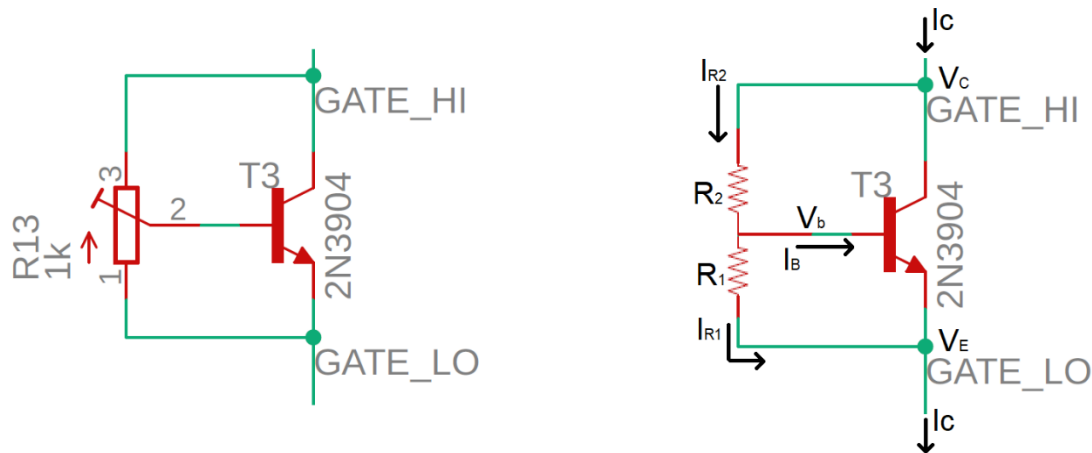 GATE_HI
T3
3
2
R13
1k
1
2N3904
GATE_LO
Ic
IR2
VC
GATE_HI
R2
T3
Vb
IB
2N3904
R1
IR1
VE
GATE_LO
Ic